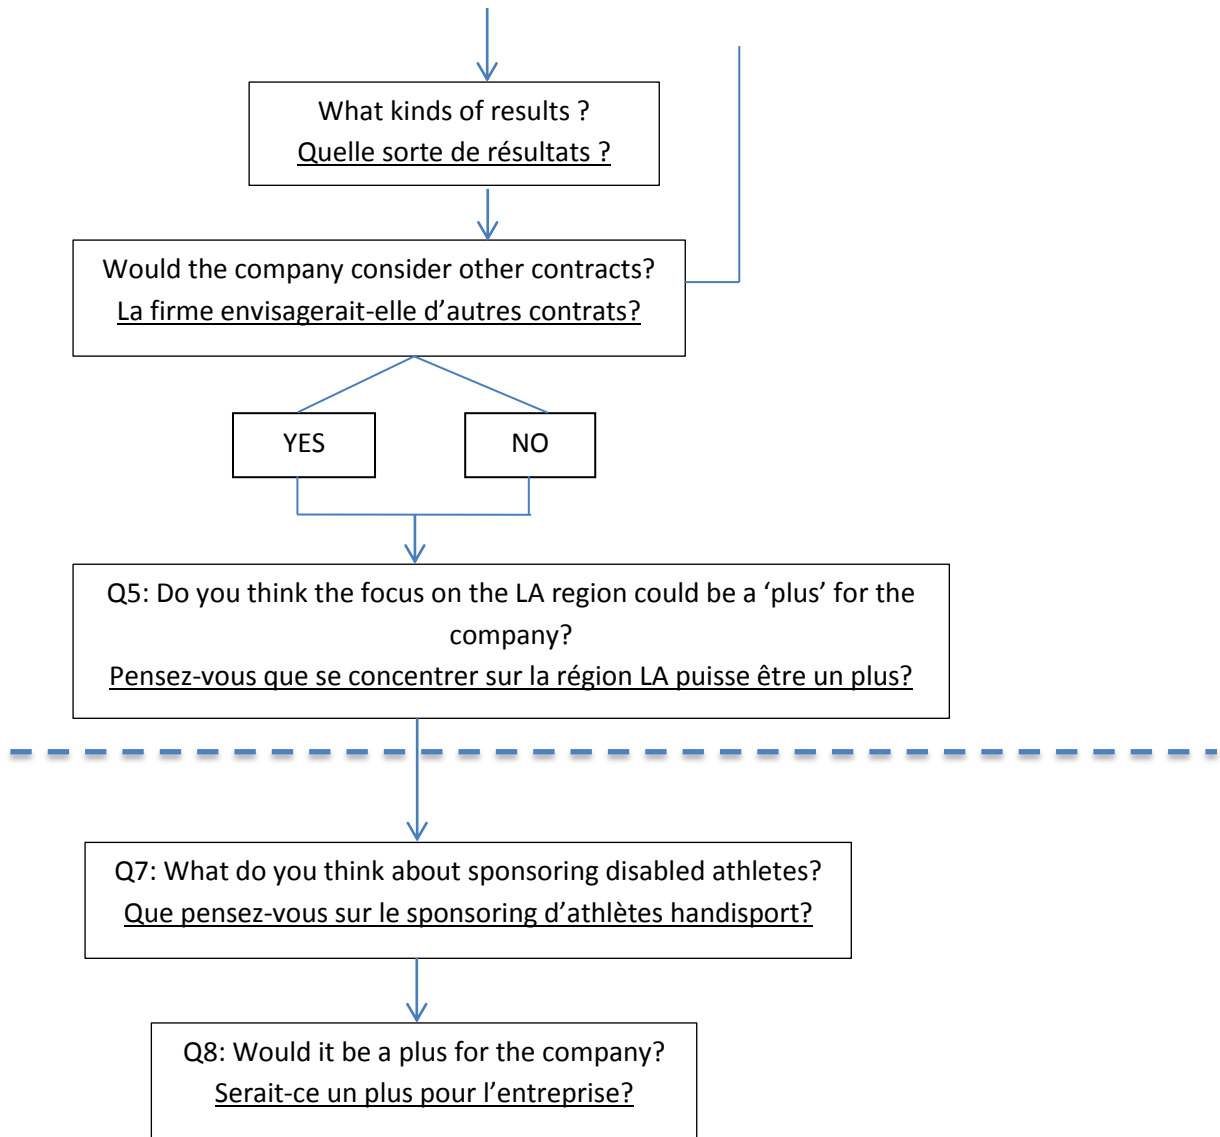 What kinds of results ?
Quelle sorte de résultats ?
Would the company consider other contracts?
La firme envisagerait-elle d’autres contrats?
YES
NO
Q5: Do you think the focus on the LA region could be a ‘plus’ for the
company?
Pensez-vous que se concentrer sur la région LA puisse être un plus?
Q7: What do you think about sponsoring disabled athletes?
Que pensez-vous sur le sponsoring d’athlètes handisport?
Q8: Would it be a plus for the company?
Serait-ce un plus pour l’entreprise?